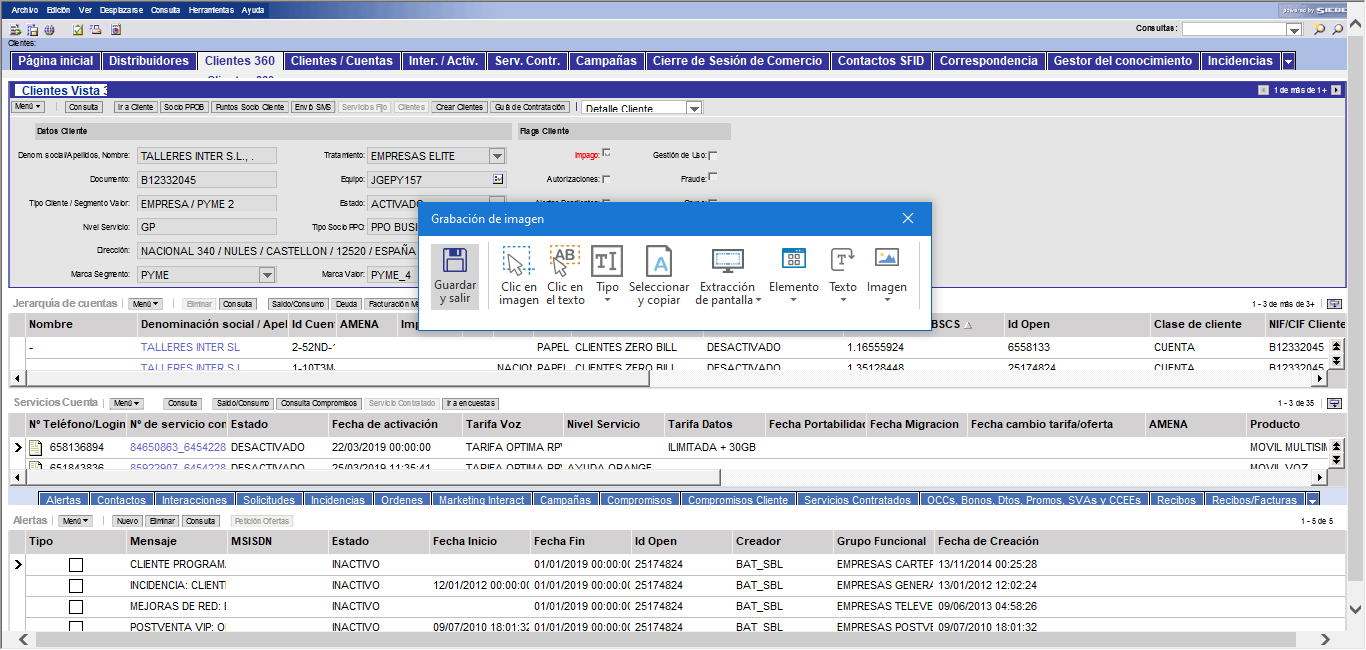 Archivo Edición Ver Desplazarse Consulta Herramientas Ayuda
powered by SIEBEL
Consultas:
Clientes:
Página inicial Distribuidores Clientes 360 Clientes / Cuentas Inter. / Activ. Serv. Contr. Campañas Cierre de Sesión de Comercio Contactos SFID Correspondencia Gestor del conocimiento Incidencias
Clientes Vista 3
1 de más de 1+
Menú Consulta Ir a Cliente Socio PPOB Puntos Socio Cliente Envío SMS Servicios Fijo Clientes Crear Clientes Guía de Contratación Detalle Cliente
Datos Cliente Flags Cliente
Denom. social/Apellidos, Nombre: TALLERES INTER S.L., . Tratamiento: EMPRESAS ELITE Impago: Gestión de Uso:
Documento: B12332045 Equipo: JGEPY157 Autorizaciones: Fraude:
Tipo Cliente / Segmento Valor: EMPRESA / PYME 2 Estado: ACTIVADO
Nivel Servicio: GP Tipo Socio PPO: PPO BUSI
Dirección: NACIONAL 340 / NULES / CASTELLON / 12520 / ESPAÑA
Marca Segmento: PYME Marca Valor: PYME_4
Grabación de imagen
Guardar y salir
Clic en imagen
Clic en el texto
Tipo
Seleccionar y copiar
Extracción de pantalla
Elemento
Texto
Imagen
Jerarquía de cuentas Menú Eliminar Consulta Saldo/Consumo Deuda Facturación M
1 - 3 de más de 3+
Nombre Denominación social / Apel Id Cuen AMENA Imp BSCS Id Open Clase de cliente NIF/CIF Cliente
- TALLERES INTER SL 2-52ND-1 PAPEL CLIENTES ZERO BILL DESACTIVADO 1.16555924 6558133 CUENTA B12332045
TALLERES INTER S.L 1-10T3M NACION PAPEL CLIENTES ZERO BILL DESACTIVADO 1.35128448 25174824 CUENTA B12332045
Servicios Cuenta Menú Consulta Saldo/Consumo Consulta Compromisos Servicio Contratado Ir a encuestas
1 - 3 de 35
Nº Teléfono/Login Nº de servicio con Estado Fecha de activación Tarifa Voz Nivel Servicio Tarifa Datos Fecha Portabilidad Fecha Migracion Fecha cambio tarifa/oferta AMENA Producto
658136894 84650863_6454228 DESACTIVADO 22/03/2019 00:00:00 TARIFA OPTIMA RP ILIMITADA + 30GB MOVIL MULTISIM
651843836 85922907_6454228 DESACTIVADO 25/03/2019 11:35:41 TARIFA OPTIMA RP AYUDA ORANGE MOVIL VOZ
Alertas Contactos Interacciones Solicitudes Incidencias Ordenes Marketing Interact Campañas Compromisos Compromisos Cliente Servicios Contratados OCCs, Bonos, Dtos, Promos, SVAs y CCEEs Recibos Recibos/Facturas
Alertas Menú Nuevo Eliminar Consulta Petición Ofertas
1 - 5 de 5
Tipo Mensaje MSISDN Estado Fecha Inicio Fecha Fin Id Open Creador Grupo Funcional Fecha de Creación
CLIENTE PROGRAM. INACTIVO 01/01/2019 00:00:00 25174824 BAT_SBL EMPRESAS CARTER 13/11/2014 00:25:28
INCIDENCIA: CLIENT INACTIVO 12/01/2012 00:00:00 01/01/2019 00:00:00 25174824 BAT_SBL EMPRESAS GENERA 13/01/2012 12:02:24
MEJORAS DE RED: INACTIVO 01/01/2019 00:00:00 25174824 BAT_SBL EMPRESAS TELEVE 09/06/2013 04:58:26
POSTVENTA VIP: O INACTIVO 09/07/2010 18:01:32 01/01/2019 00:00:00 25174824 BAT_SBL EMPRESAS POSTVE 09/07/2010 18:01:32